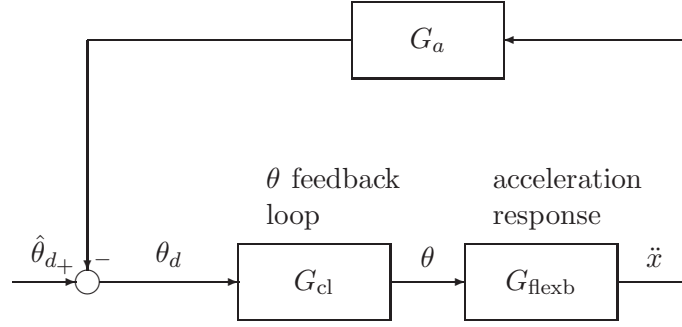 G_a
θ feedback
loop
acceleration
response
θ̂_d + −
θ_d
G_cl
θ
G_flexb
ẍ